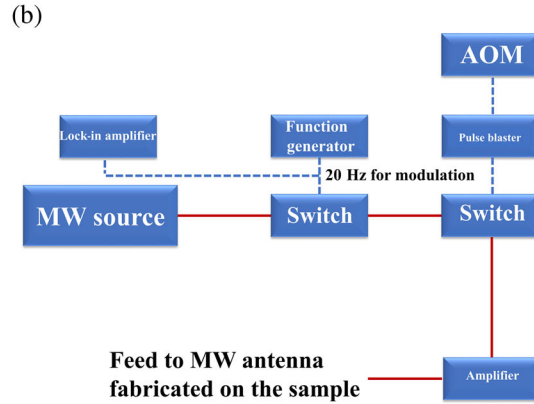 (b)
AOM
Lock-in amplifier
Function
generator
Pulse blaster
20 Hz for modulation
MW source
Switch
Switch
Feed to MW antenna
fabricated on the sample
Amplifier